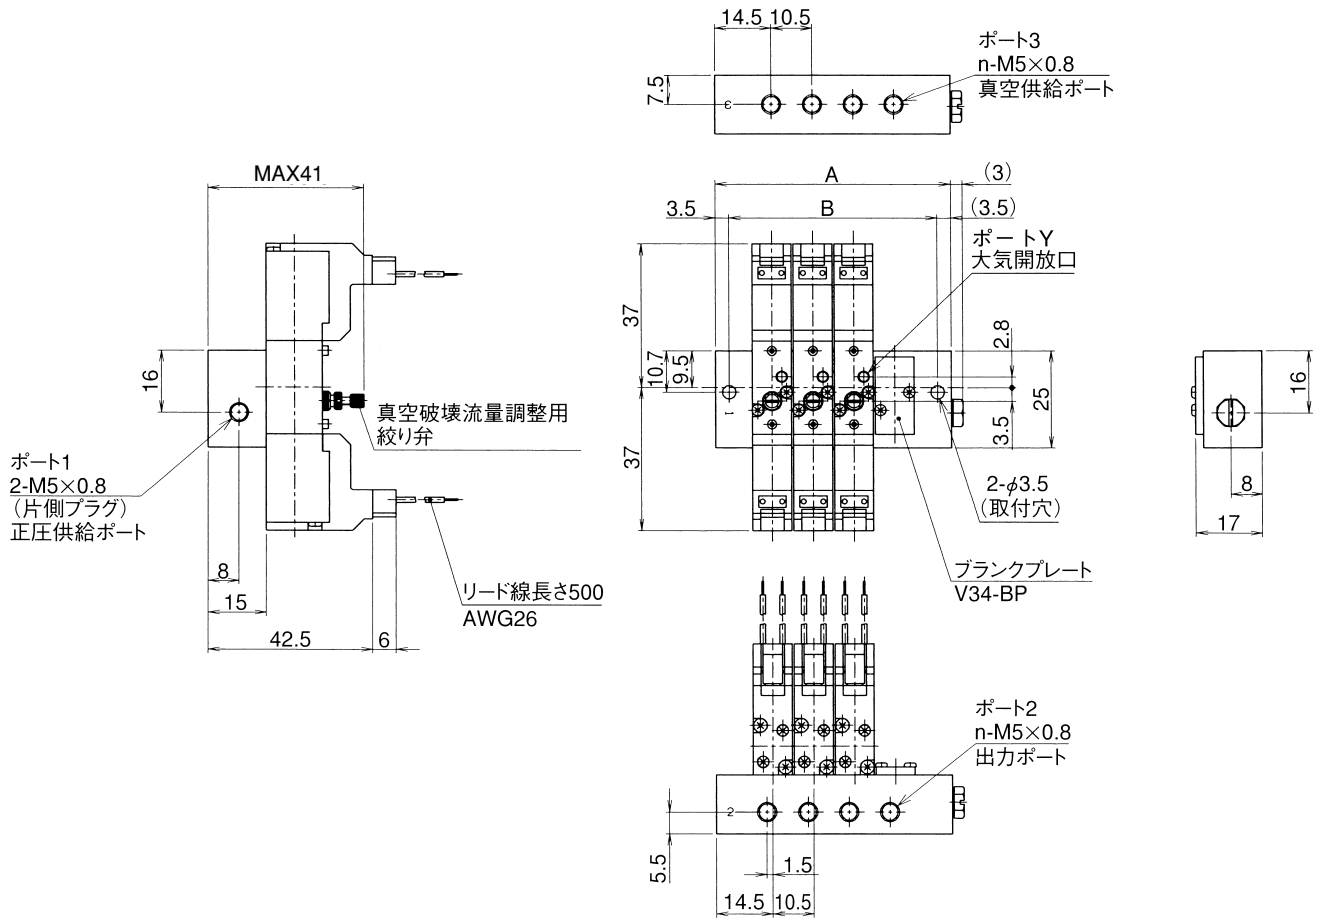 14.5
10.5
7.5
3
ポート3
n-M5×0.8
真空供給ポート
MAX41
16
真空破壊流量調整用
絞り弁
ポート1
2-M5×0.8
（片側プラグ）
正圧供給ポート
8
15
42.5
6
リード線長さ500
AWG26
A
(3)
3.5
B
(3.5)
ポートY
大気開放口
37
10.7
9.5
2.8
25
3.5
37
1
2-φ3.5
（取付穴）
ブランクプレート
V34-BP
16
8
17
ポート2
n-M5×0.8
出力ポート
2
5.5
1.5
14.5
10.5